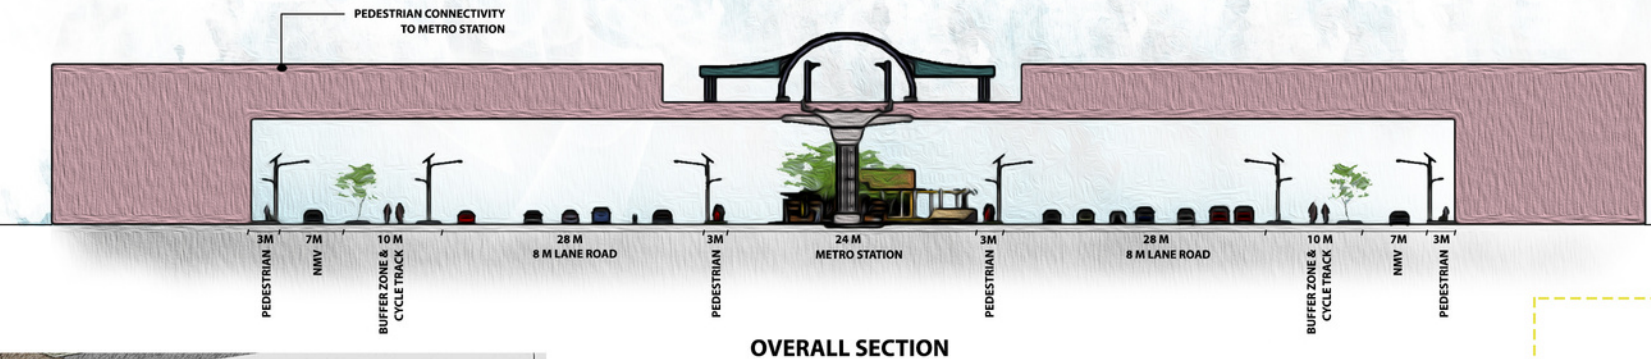 PEDESTRIAN CONNECTIVITY
TO METRO STATION
3M 7M 10 M 28 M 3M 24 M 3M 28 M 10 M 7M 3M
8 M LANE ROAD METRO STATION 8 M LANE ROAD
PEDESTRIAN
NMV
BUFFER ZONE &
CYCLE TRACK
PEDESTRIAN
PEDESTRIAN
BUFFER ZONE &
CYCLE TRACK
NMV
PEDESTRIAN
OVERALL SECTION